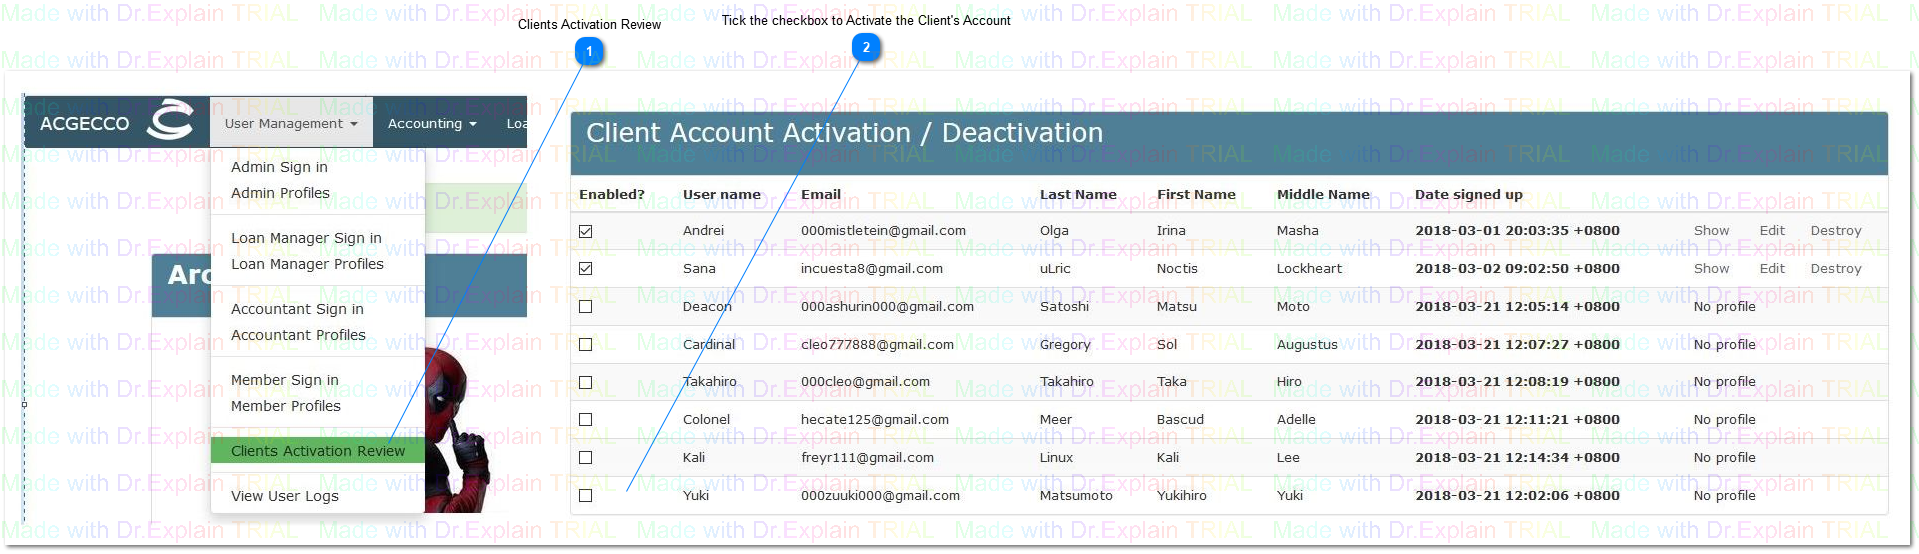 Clients Activation Review
Tick the checkbox to Activate the Client's Account
1
2
Made with Dr.Explain TRIAL
ACGECCO
User Management
Accounting
Loa
Admin Sign in
Admin Profiles
Loan Manager Sign in
Loan Manager Profiles
Arc
Accountant Sign in
Accountant Profiles
Member Sign in
Member Profiles
Clients Activation Review
View User Logs
Client Account Activation / Deactivation
Enabled? User name Email Last Name First Name Middle Name Date signed up
Andrei 000mistletein@gmail.com Olga Irina Masha 2018-03-01 20:03:35 +0800 Show Edit Destroy
Sana incuesta8@gmail.com uLric Noctis Lockheart 2018-03-02 09:02:50 +0800 Show Edit Destroy
Deacon 000ashurin000@gmail.com Satoshi Matsu Moto 2018-03-21 12:05:14 +0800 No profile
Cardinal cleo777888@gmail.com Gregory Sol Augustus 2018-03-21 12:07:27 +0800 No profile
Takahiro 000cleo@gmail.com Takahiro Taka Hiro 2018-03-21 12:08:19 +0800 No profile
Colonel hecate125@gmail.com Meer Bascud Adelle 2018-03-21 12:11:21 +0800 No profile
Kali freyr111@gmail.com Linux Kali Lee 2018-03-21 12:14:34 +0800 No profile
Yuki 000zuuki000@gmail.com Matsumoto Yukihiro Yuki 2018-03-21 12:02:06 +0800 No profile